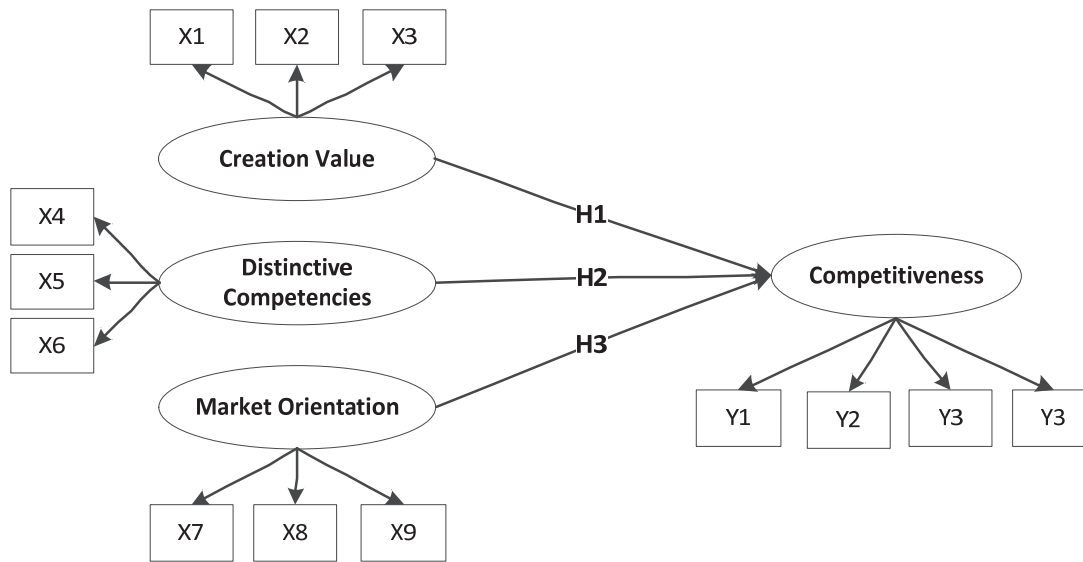 X1 X2 X3
Creation Value
H1
X4
X5
X6
Distinctive
Competencies
H2
Competitiveness
H3
Market Orientation
Y1 Y2 Y3 Y3
X7 X8 X9